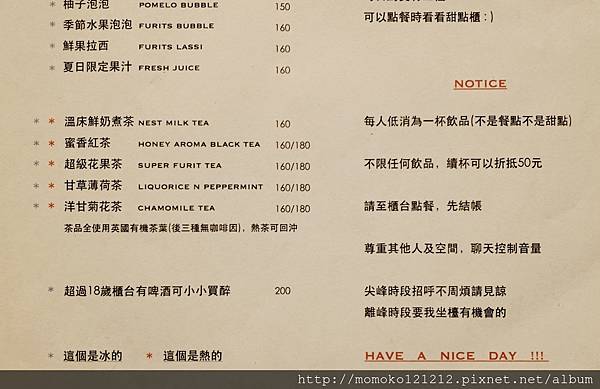 * 柚子泡泡 POMELO BUBBLE 150
* 季節水果泡泡 FURITS BUBBLE 160
* 鮮果拉西 FURITS LASSI 160
* 夏日限定果汁 FRESH JUICE 160
* * 溫床鮮奶煮茶 NEST MILK TEA 160
* * 蜜香紅茶 HONEY AROMA BLACK TEA 160/180
* * 超級花果茶 SUPER FURIT TEA 160/180
* * 甘草薄荷茶 LIQUORICE N PEPPERMINT 160/180
* * 洋甘菊花茶 CHAMOMILE TEA 160/180
茶品全使用英國有機茶葉(後三種無咖啡因)，熱茶可回沖
* 超過18歲櫃台有啤酒可小小買醉 200
* 這個是冰的 * 這個是熱的
可以點餐時看看甜點櫃：)
NOTICE
每人低消為一杯飲品(不是餐點不是甜點)
不限任何飲品，續杯可以折抵50元
請至櫃台點餐，先結帳
尊重其他人及空間，聊天控制音量
尖峰時段招呼不周煩請見諒
離峰時段要我坐檯有機會的
HAVE A NICE DAY !!!
http://momoko121212.pixnet.net/album